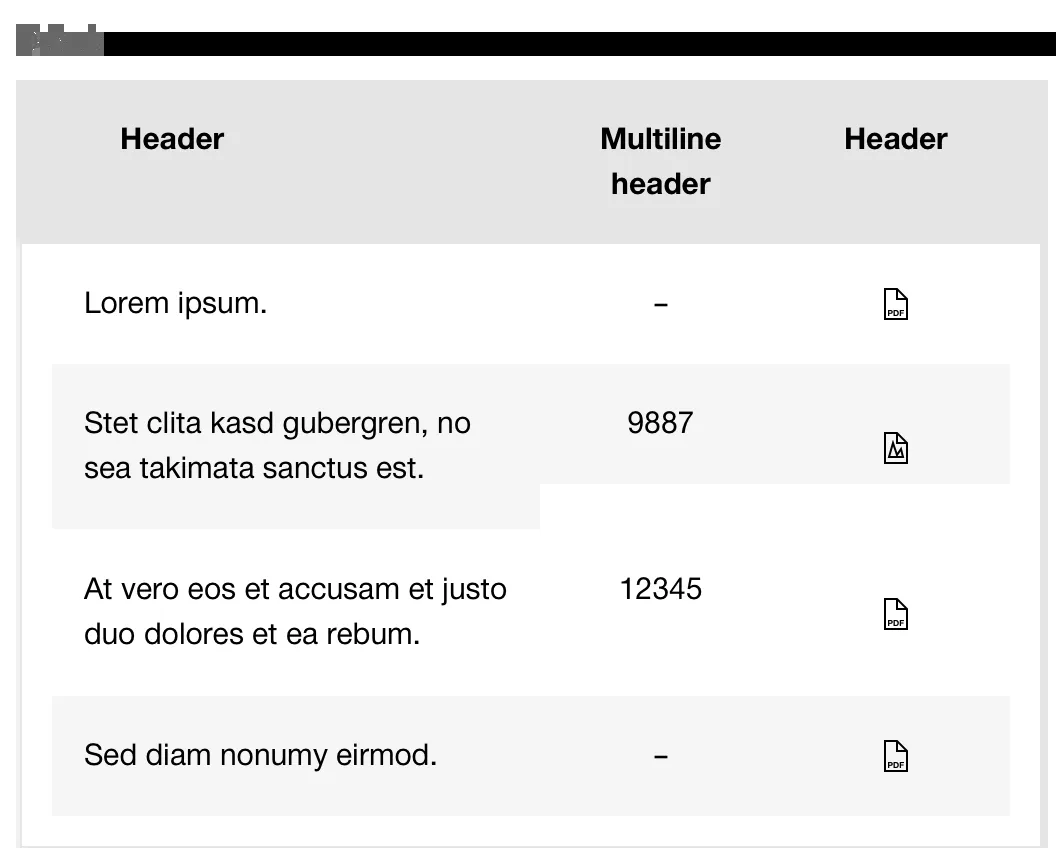 Header
Multiline
header
Header
Lorem ipsum.
–
PDF
Stet clita kasd gubergren, no
sea takimata sanctus est.
9887
At vero eos et accusam et justo
duo dolores et ea rebum.
12345
PDF
Sed diam nonumy eirmod.
–
PDF